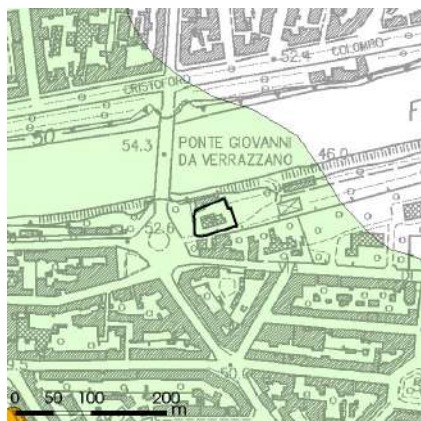 52.4
COLOMBO
CRISTOFORO
50
54.3
PONTE GIOVANNI
DA VERRAZZANO
46.0
F
52.6
50
0 50 100 200
m